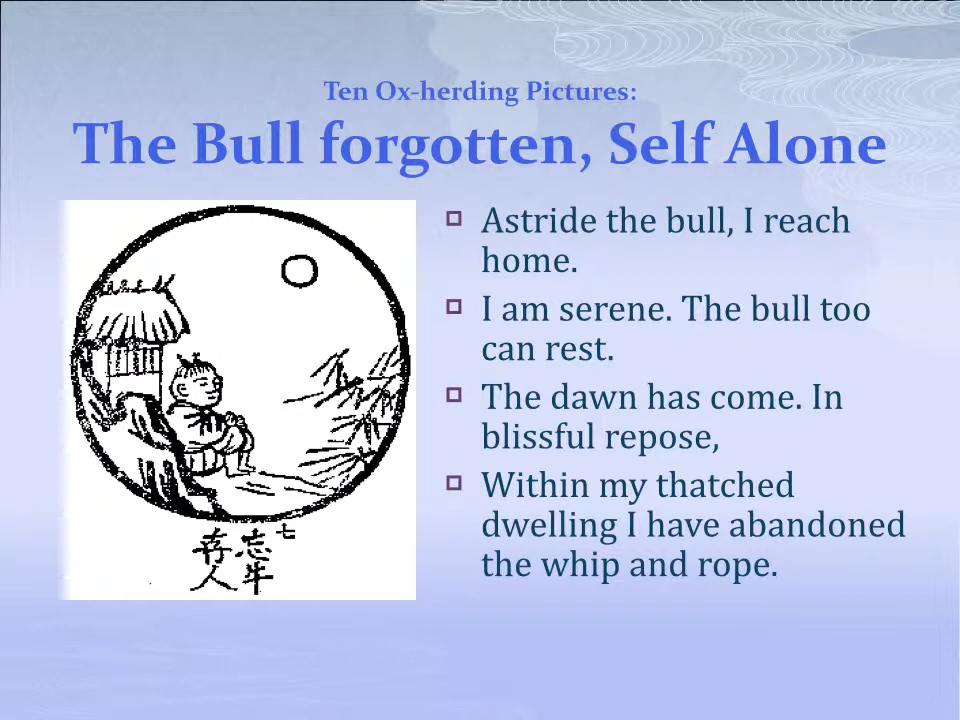 Ten Ox-herding Pictures:
The Bull forgotten, Self Alone
七
忘牛
存人
Astride the bull, I reach
home.
I am serene. The bull too
can rest.
The dawn has come. In
blissful repose,
Within my thatched
dwelling I have abandoned
the whip and rope.